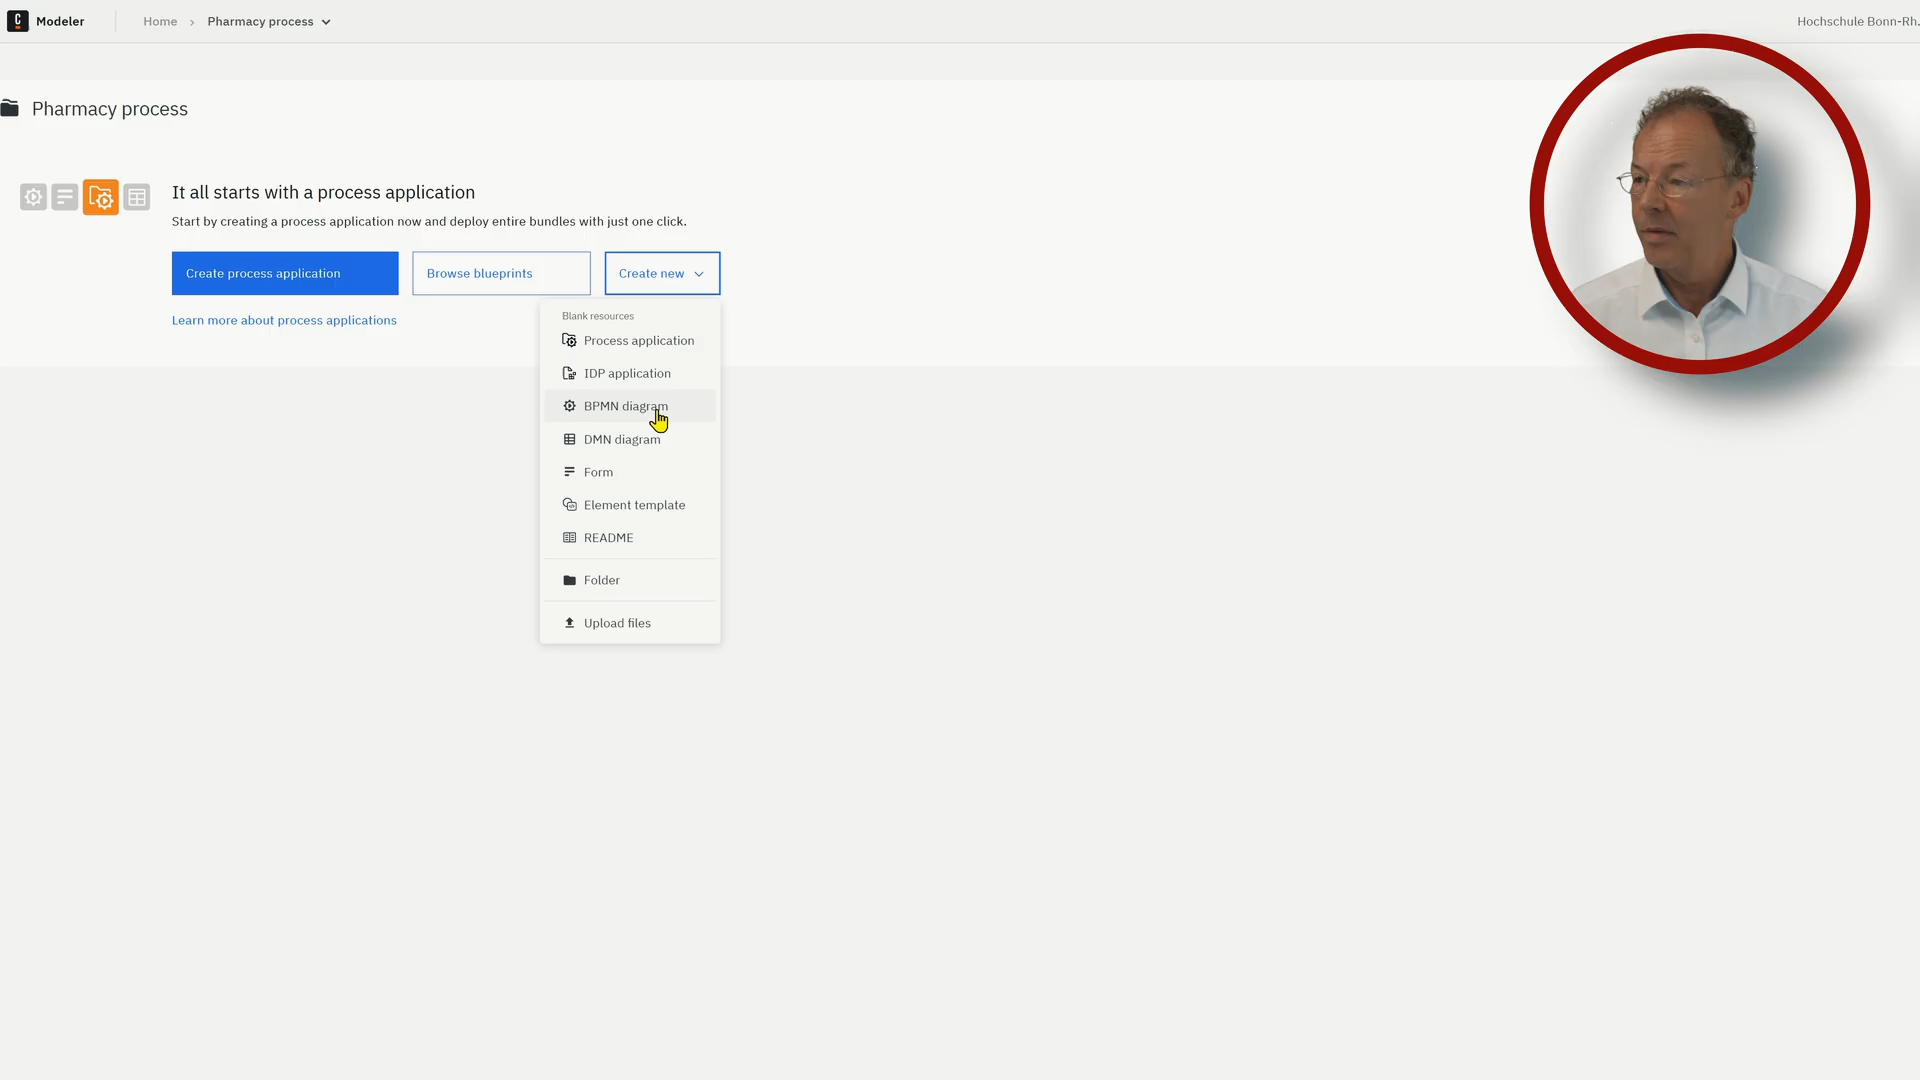 Modeler
Home
Pharmacy process
Hochschule Bonn-Rh.
Pharmacy process
It all starts with a process application
Start by creating a process application now and deploy entire bundles with just one click.
Create process application
Browse blueprints
Create new
Learn more about process applications
Blank resources
Process application
IDP application
BPMN diagram
DMN diagram
Form
Element template
README
Folder
Upload files